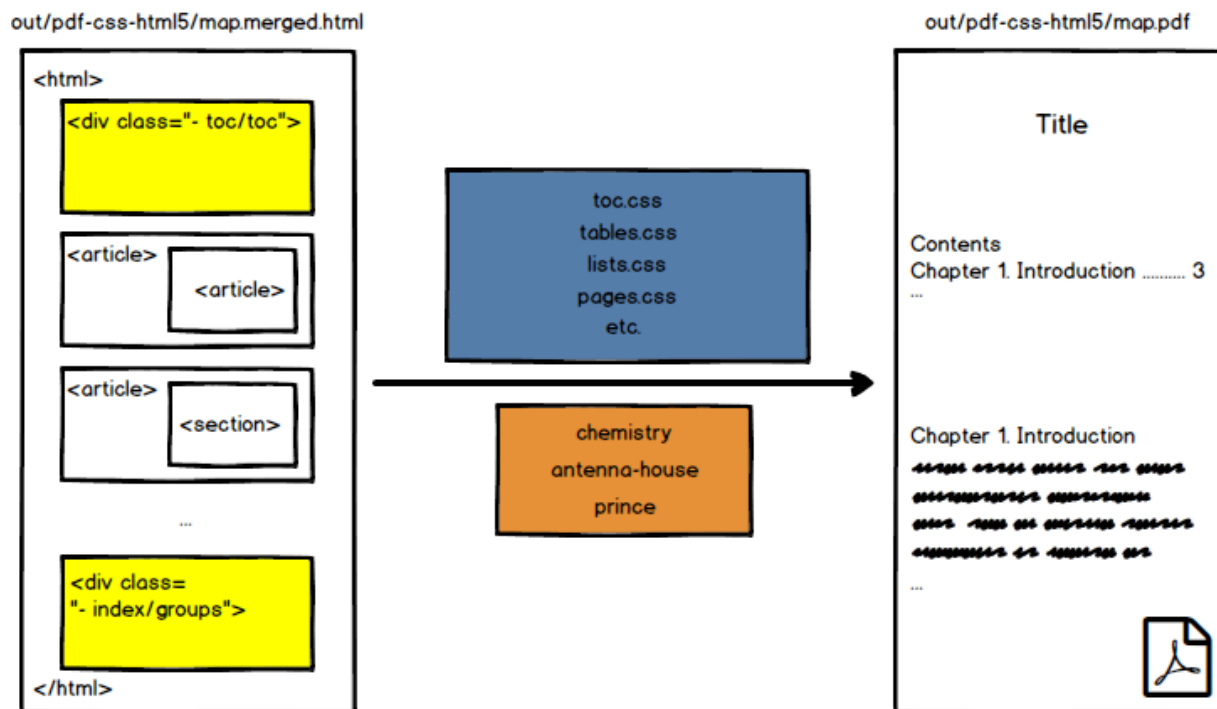 out/pdf-css-html5/map.merged.html
<html>
<div class="- toc/toc">
<article>
<article>
<article>
<section>
...
<div class=
"- index/groups">
</html>
toc.css
tables.css
lists.css
pages.css
etc.
chemistry
antenna-house
prince
out/pdf-css-html5/map.pdf
Title
Contents
Chapter 1. Introduction .......... 3
...
Chapter 1. Introduction
...